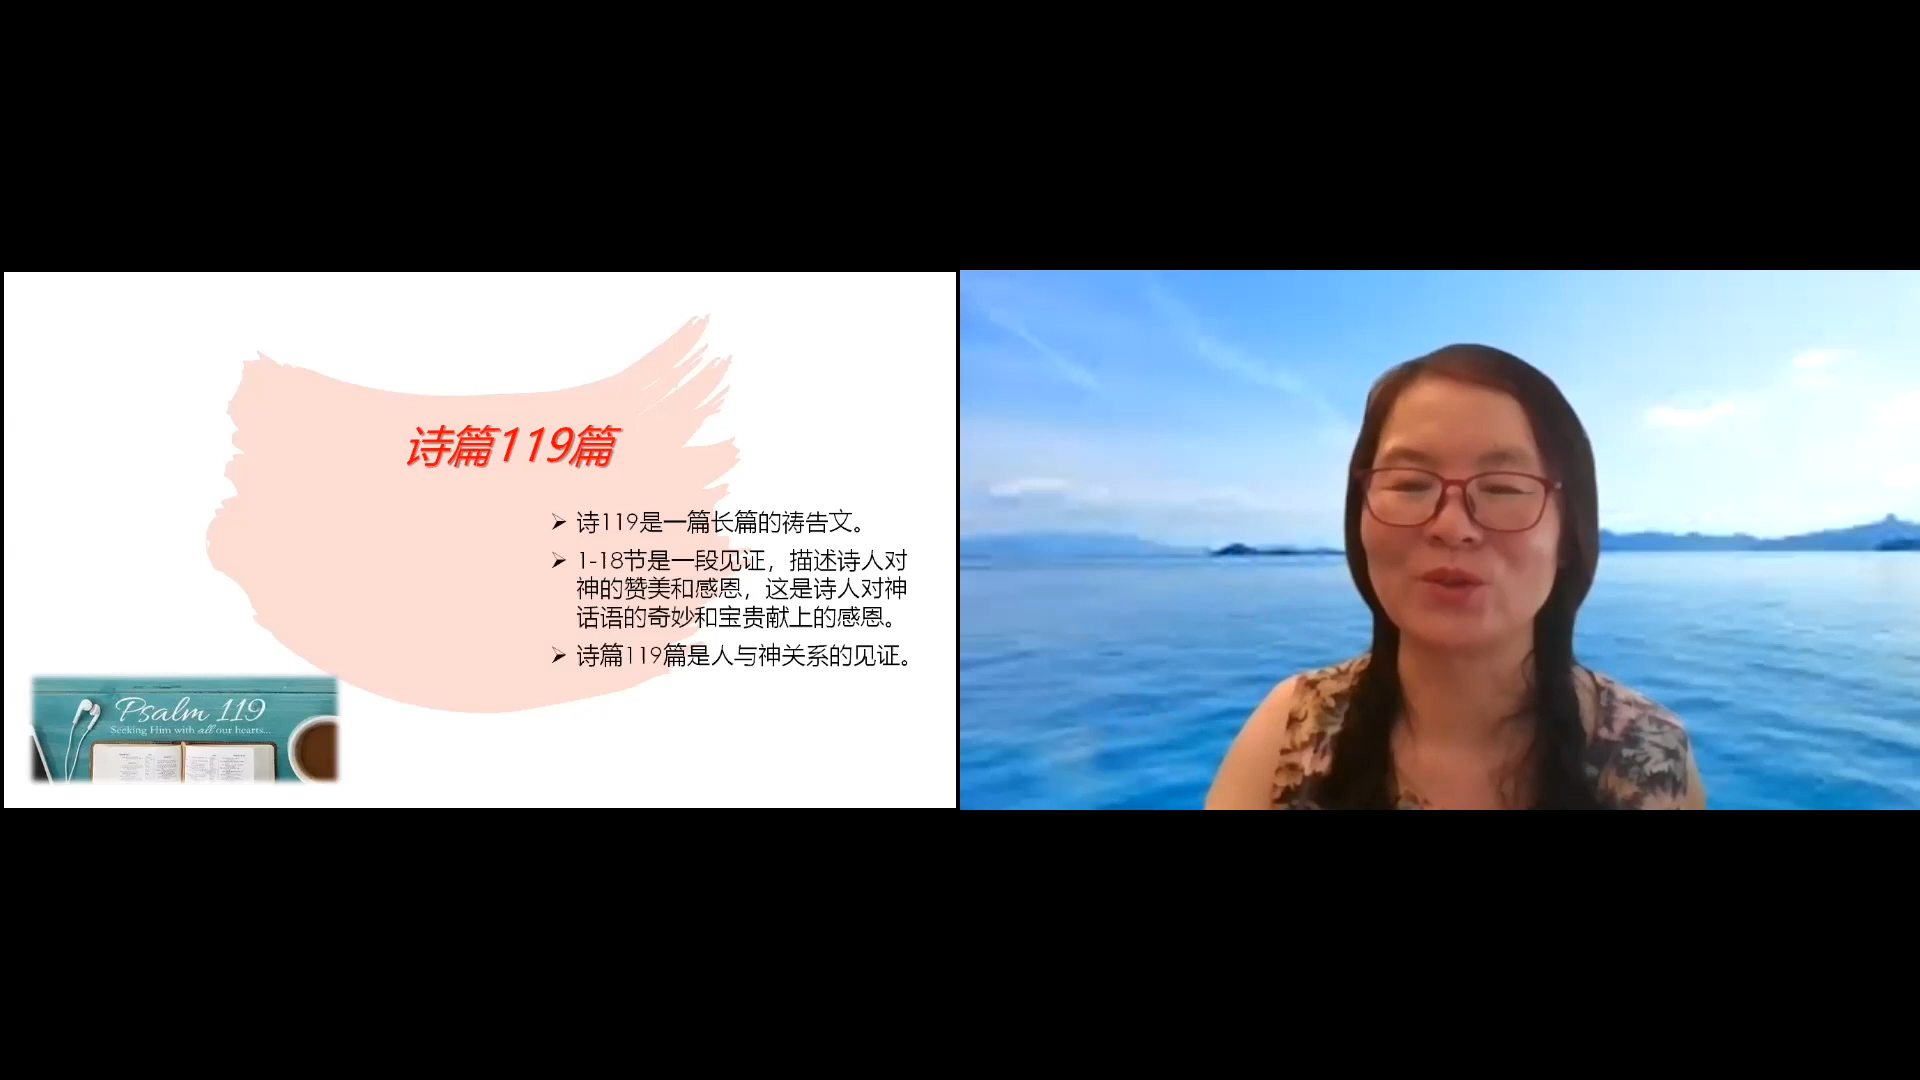 诗篇119篇
➢ 诗119是一篇长篇的祷告文。
➢ 1-18节是一段见证，描述诗人对
神的赞美和感恩，这是诗人对神
话语的奇妙和宝贵献上的感恩。
➢ 诗篇119篇是人与神关系的见证。
Psalm 119
Seeking Him with all our hearts...